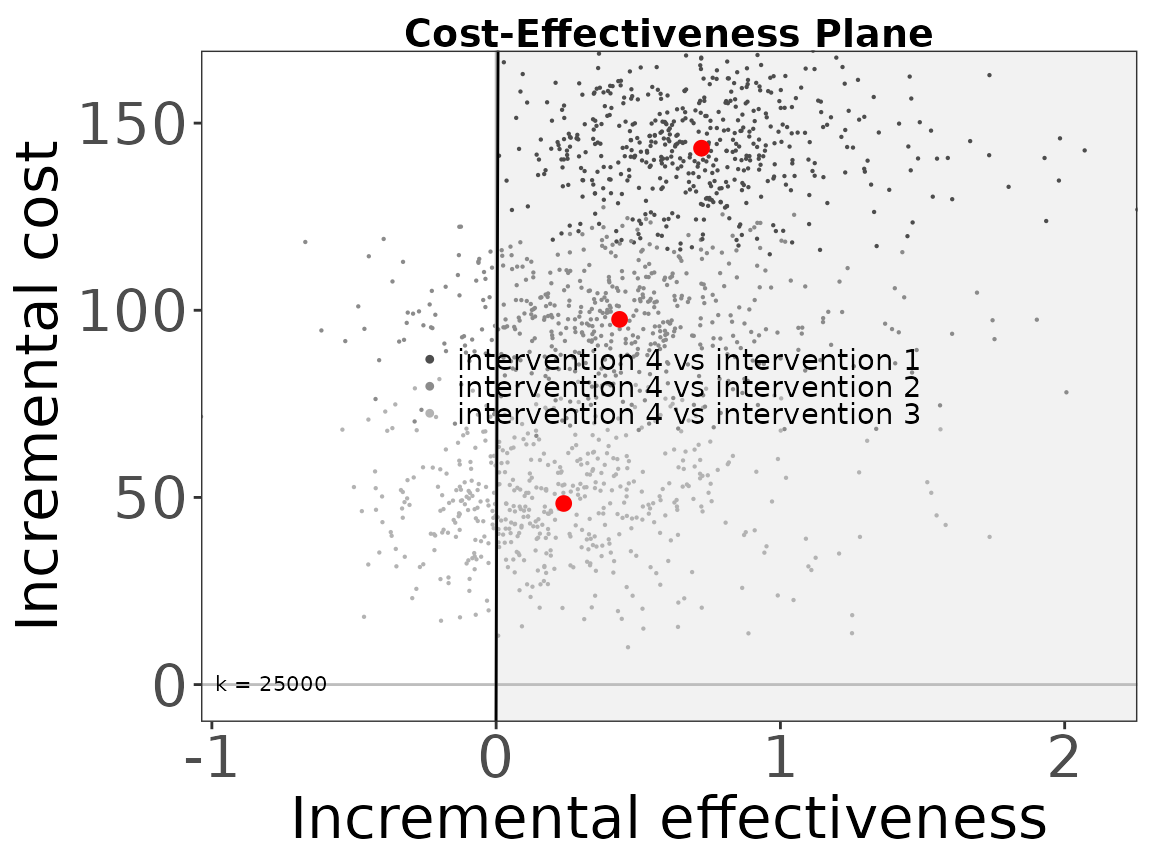 Cost-Effectiveness Plane
Incremental cost
150
100
50
0
intervention 4 vs intervention 1
intervention 4 vs intervention 2
intervention 4 vs intervention 3
k = 25000
-1
0
1
2
Incremental effectiveness